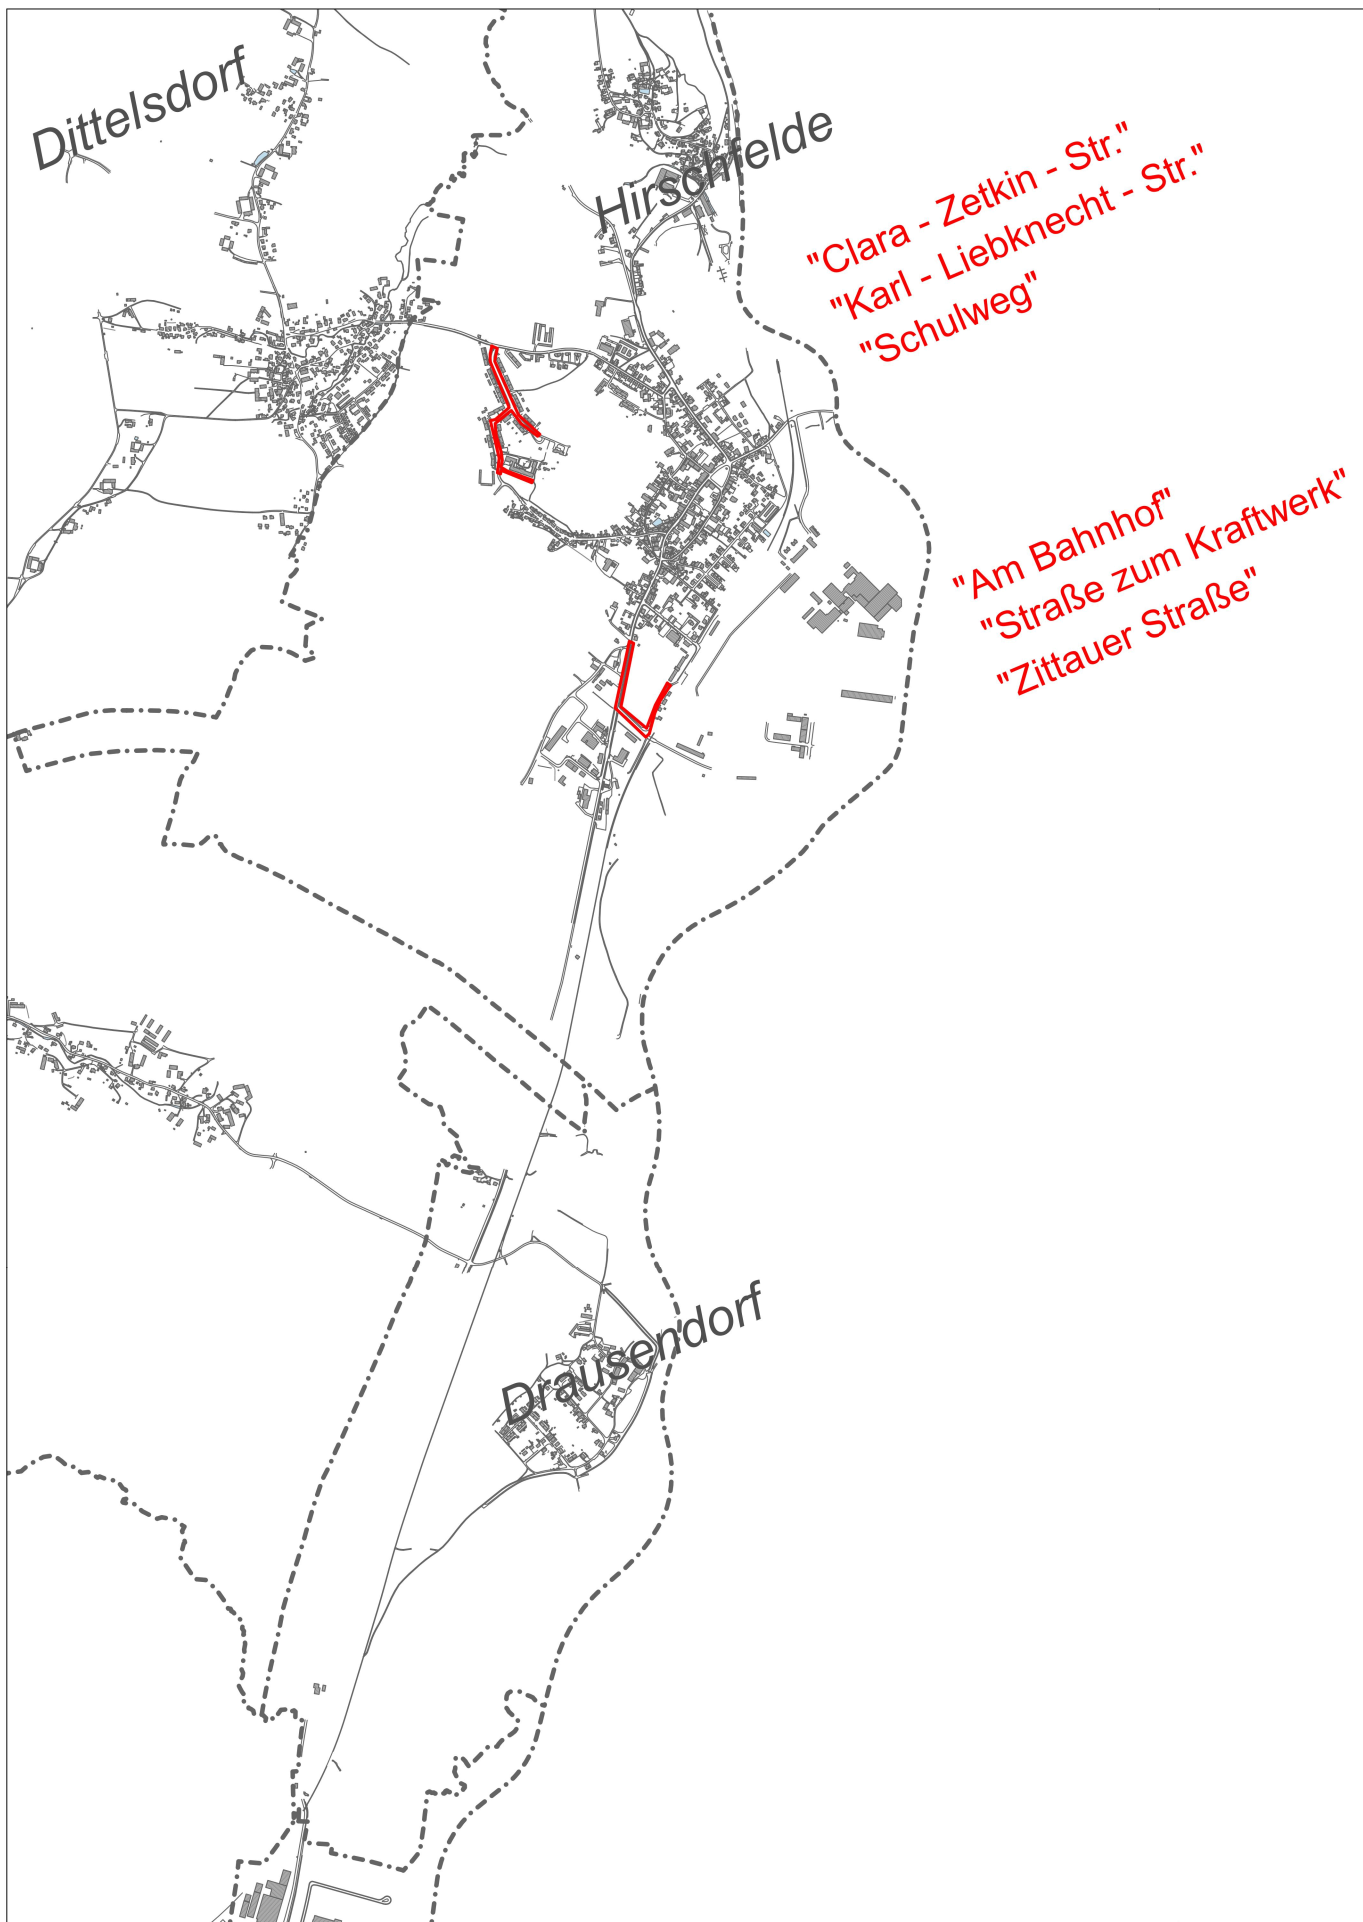 Dittelsdorf
Hirschfelde
"Clara - Zetkin - Str."
"Karl - Liebknecht - Str."
"Schulweg"
"Am Bahnhof"
"Straße zum Kraftwerk"
"Zittauer Straße"
Drausendorf